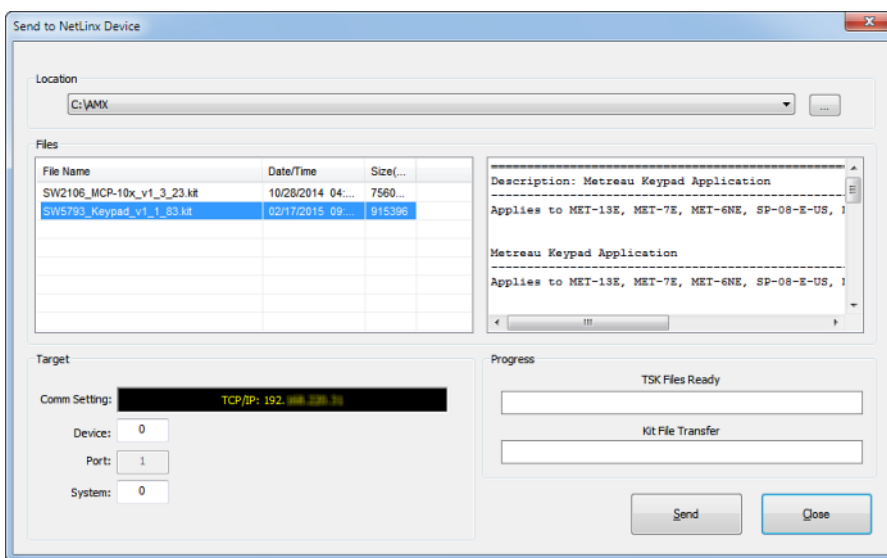 Send to NetLinx Device
Location
C:\AMX
...
Files
File Name Date/Time Size(...
SW2106_MCP-10x_v1_3_23.kit 10/28/2014 04:... 7560...
SW5793_Keypad_v1_1_83.kit 02/17/2015 09:... 915396
Description: Metreau Keypad Application
Applies to MET-13E, MET-7E, MET-6NE, SP-08-E-US,
Metreau Keypad Application
Applies to MET-13E, MET-7E, MET-6NE, SP-08-E-US,
Target
Comm Setting: TCP/IP: 192.
Device: 0
Port: 1
System: 0
Progress
TSK Files Ready
Kit File Transfer
Send Close